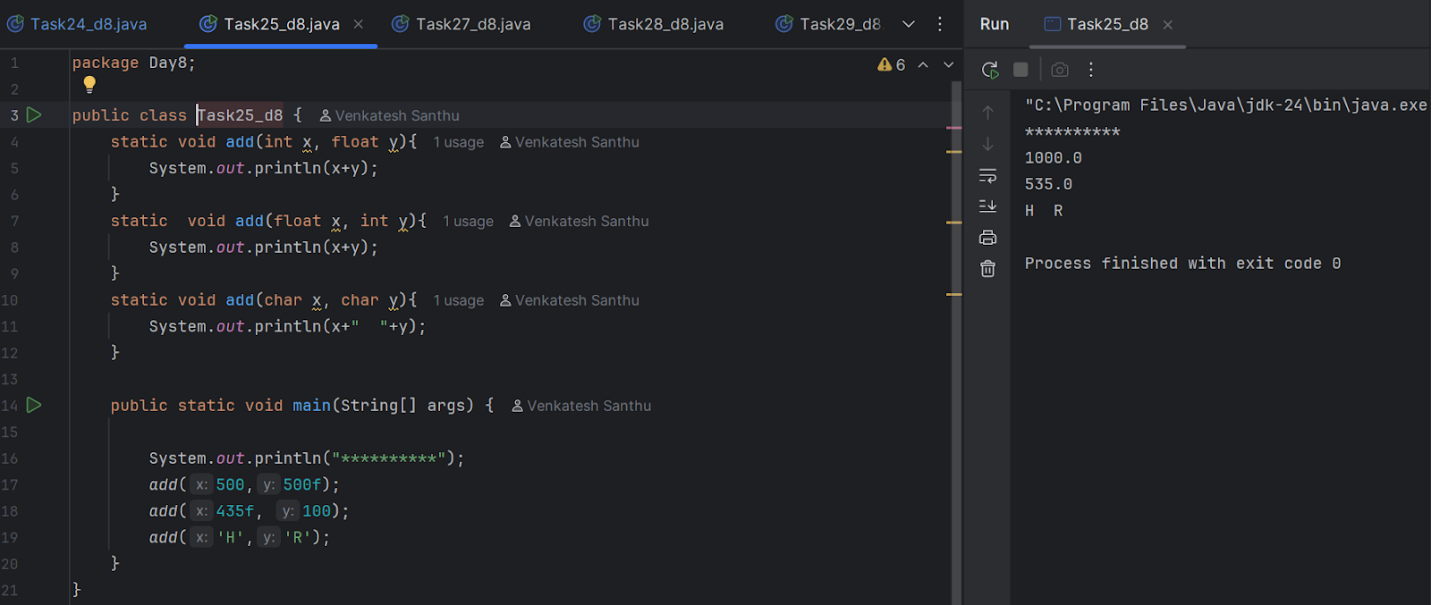 Task24_d8.java Task25_d8.java Task27_d8.java Task28_d8.java Task29_d8. Run Task25_d8
1 package Day8; 6
2
3 public class Task25_d8 { Venkatesh Santhu
4 static void add(int x, float y){ 1 usage Venkatesh Santhu
5 System.out.println(x+y);
6 }
7 static  void add(float x, int y){ 1 usage Venkatesh Santhu
8 System.out.println(x+y);
9 }
10 static void add(char x, char y){ 1 usage Venkatesh Santhu
11 System.out.println(x+"  "+y);
12 }
13
14 public static void main(String[] args) { Venkatesh Santhu
15
16 System.out.println("**********");
17 add( x: 500, y: 500f);
18 add( x: 435f, y: 100);
19 add( x: 'H', y: 'R');
20 }
21 }
"C:\Program Files\Java\jdk-24\bin\java.exe
**********
1000.0
535.0
H  R
Process finished with exit code 0